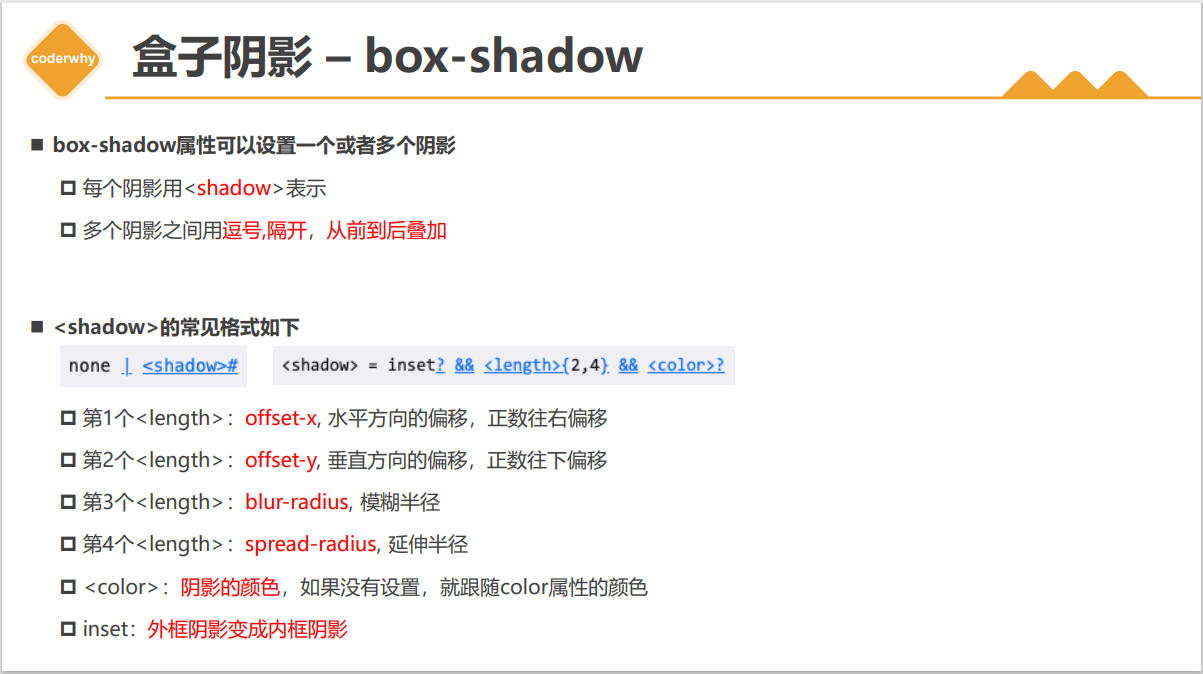 coderwhy
盒子阴影 – box-shadow
box-shadow属性可以设置一个或者多个阴影
每个阴影用<shadow>表示
多个阴影之间用逗号,隔开，从前到后叠加
<shadow>的常见格式如下
none | <shadow>#
<shadow> = inset? && <length>{2,4} && <color>?
第1个<length>：offset-x, 水平方向的偏移，正数往右偏移
第2个<length>：offset-y, 垂直方向的偏移，正数往下偏移
第3个<length>：blur-radius, 模糊半径
第4个<length>：spread-radius, 延伸半径
<color>：阴影的颜色，如果没有设置，就跟随color属性的颜色
inset：外框阴影变成内框阴影